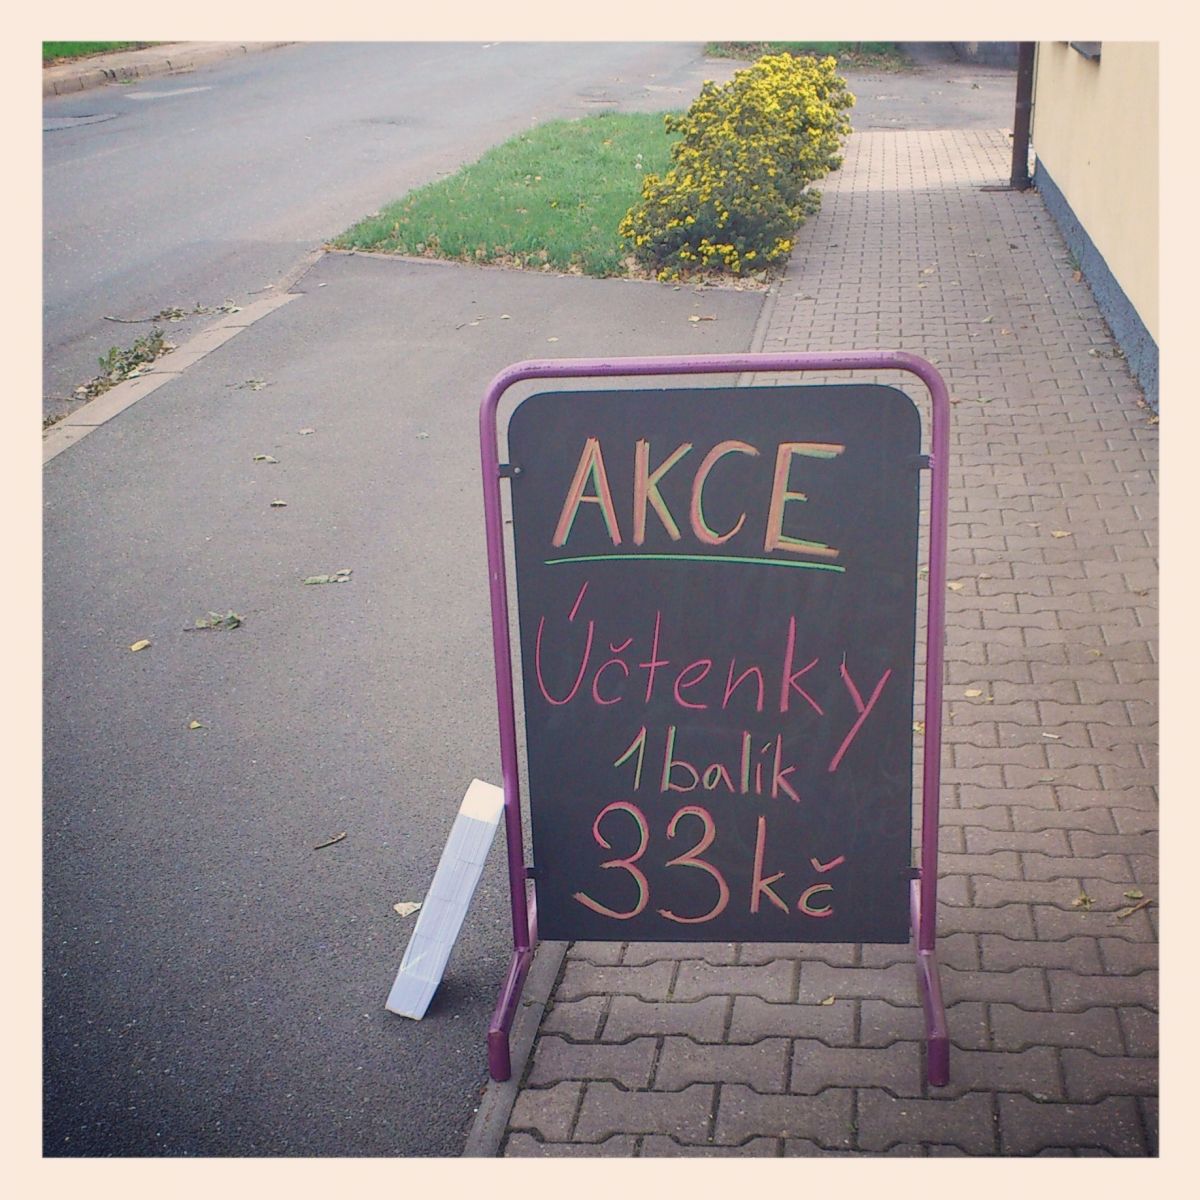 AKCE
Účtenky
1 balík
33 kč